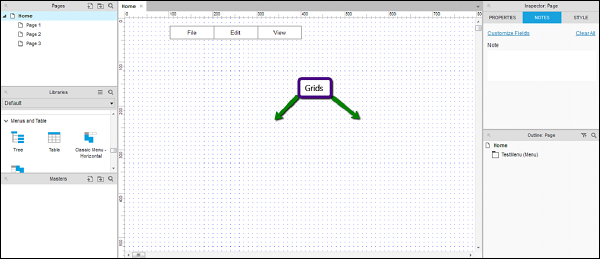 Pages
Home
Page 1
Page 2
Page 3
Libraries
Default
Menus and Table
Tree
Table
Classic Menu -
Horizontal
Masters
Home
0 100 200 300 400 500 600 700 800
File Edit View
Grids
100
200
300
400
500
Inspector: Page
PROPERTIES NOTES STYLE
Customize Fields Clear All
Note
Outline: Page
Home
TestMenu (Menu)